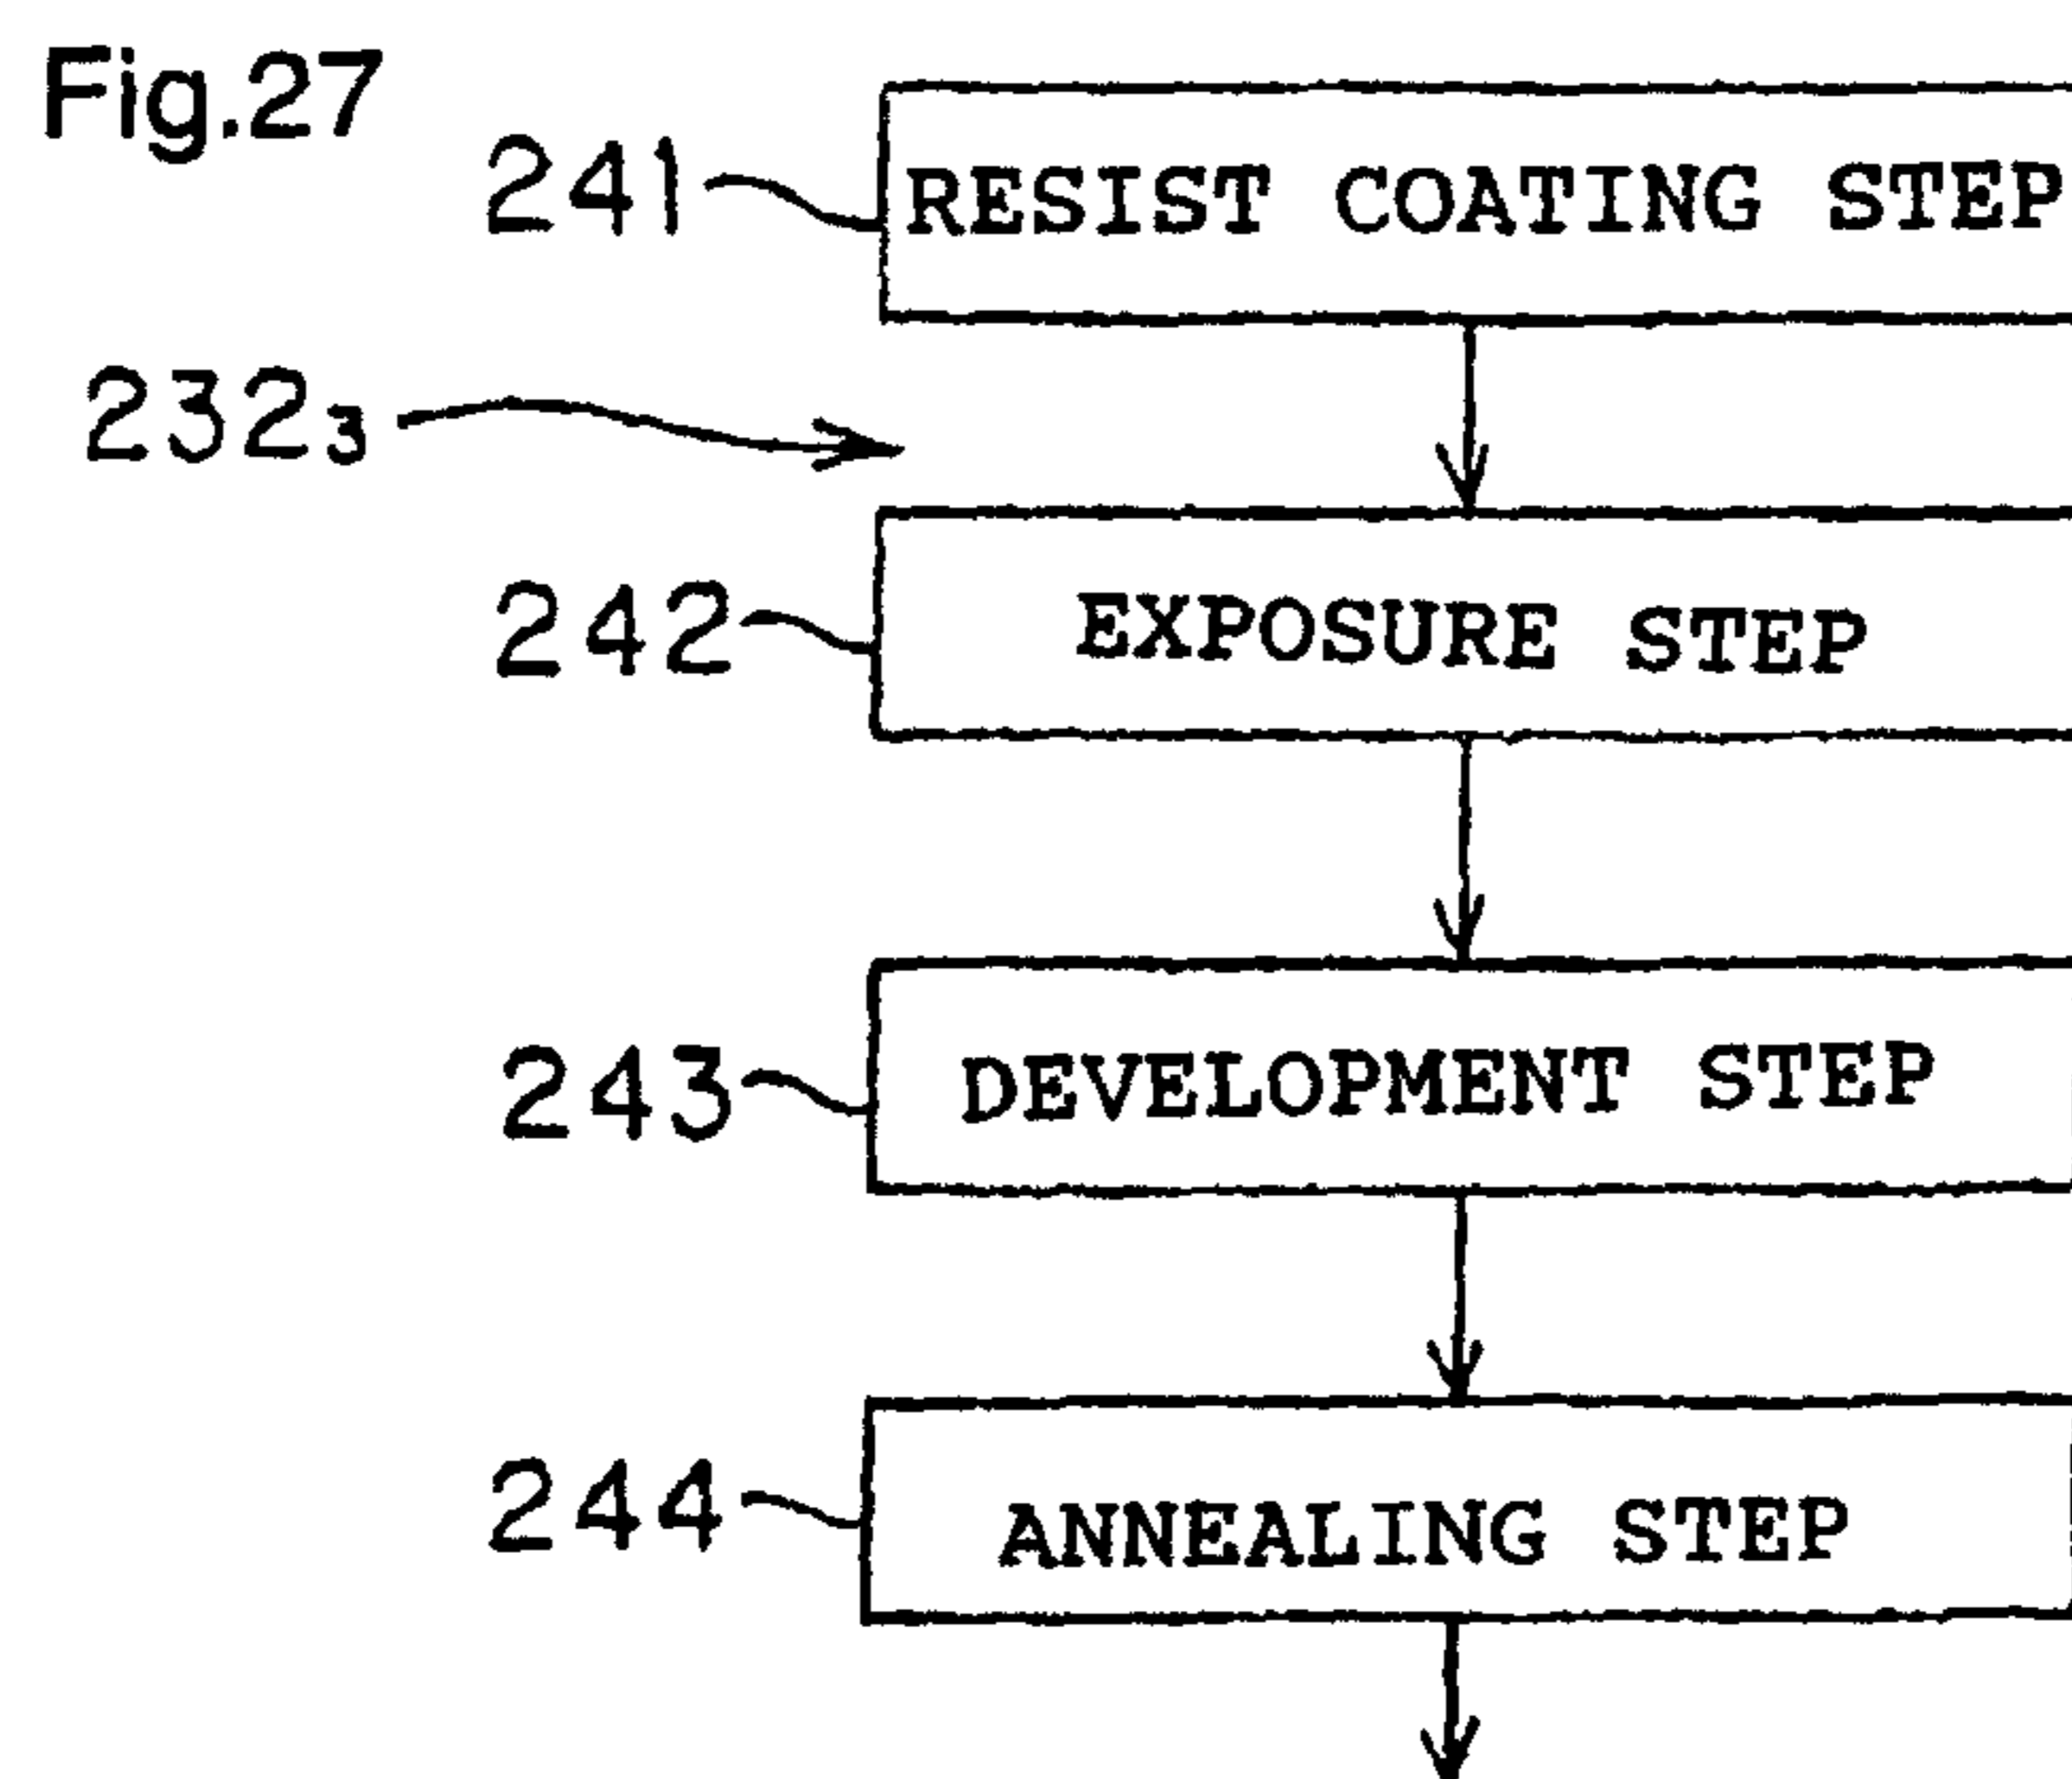 Fig.27
241 RESIST COATING STEP
232₃
242 EXPOSURE STEP
243 DEVELOPMENT STEP
244 ANNEALING STEP